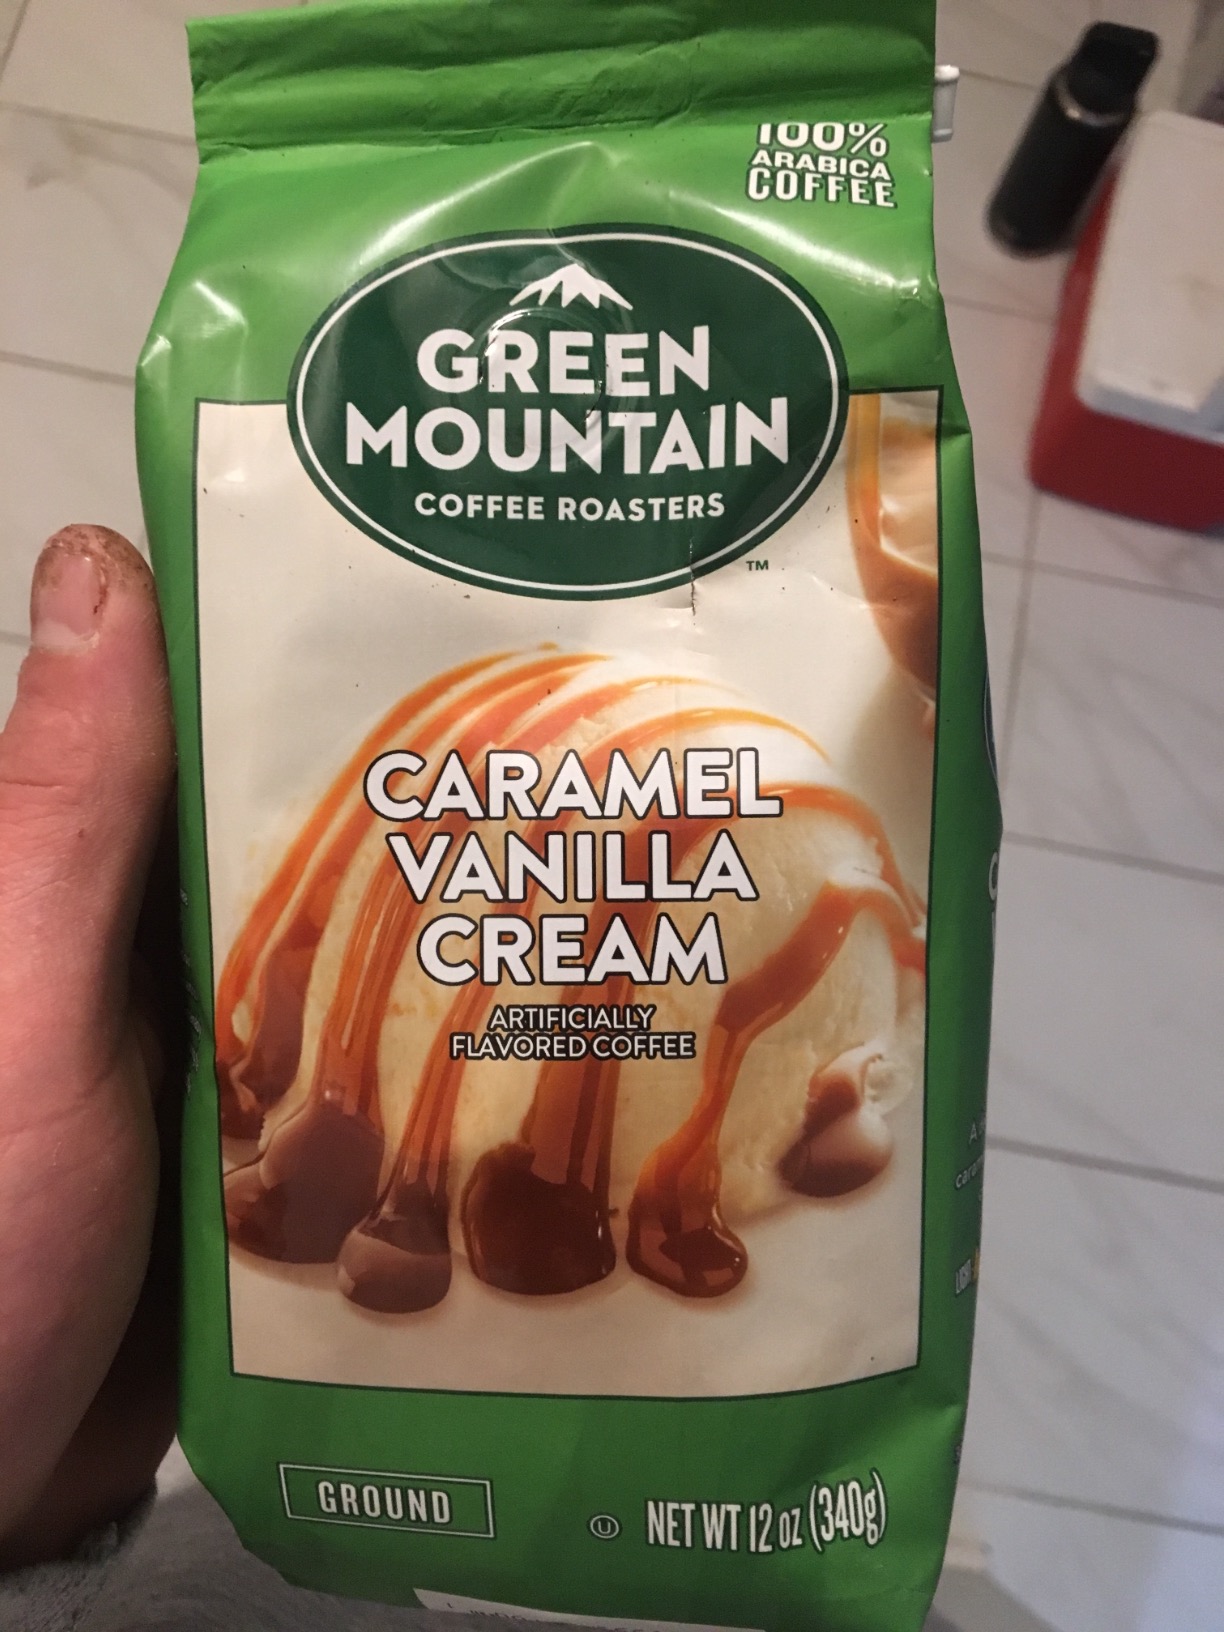 100%
ARABICA
COFFEE
GREEN
MOUNTAIN
COFFEE ROASTERS
TM
CARAMEL
VANILLA
CREAM
ARTIFICIALLY
FLAVORED COFFEE
GROUND
U NET WT 12 OZ (340g)